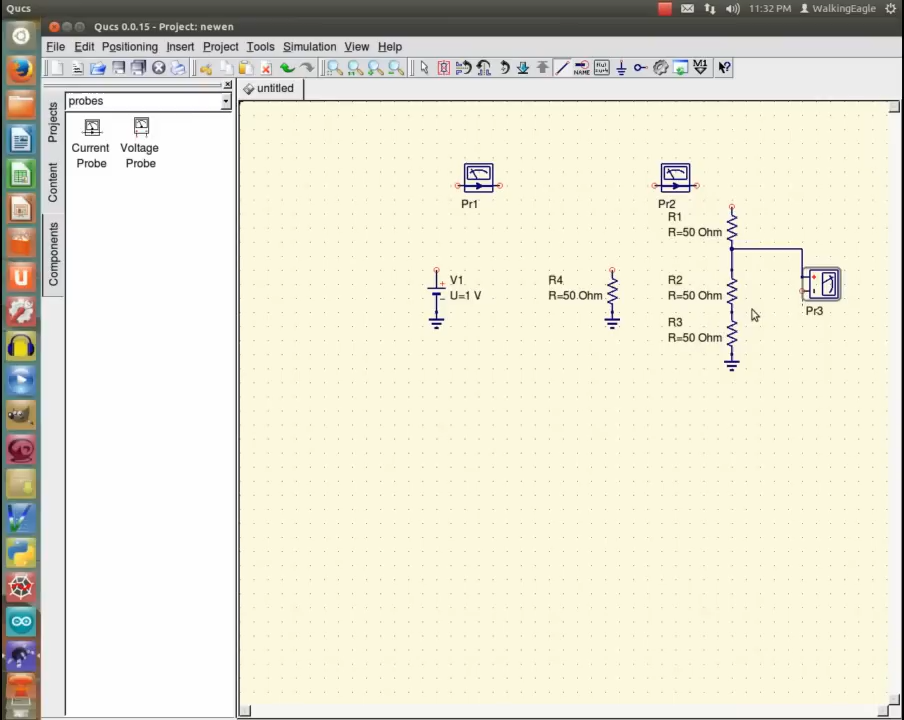 Qucs
11:32 PM
WalkingEagle
Qucs 0.0.15 - Project: newen
File Edit Positioning Insert Project Tools Simulation View Help
NAME
M1
untitled
probes
Projects
Content
Components
Current Probe
Voltage Probe
Pr1
Pr2
R1
R=50 Ohm
V1
U=1 V
R4
R=50 Ohm
R2
R=50 Ohm
Pr3
R3
R=50 Ohm